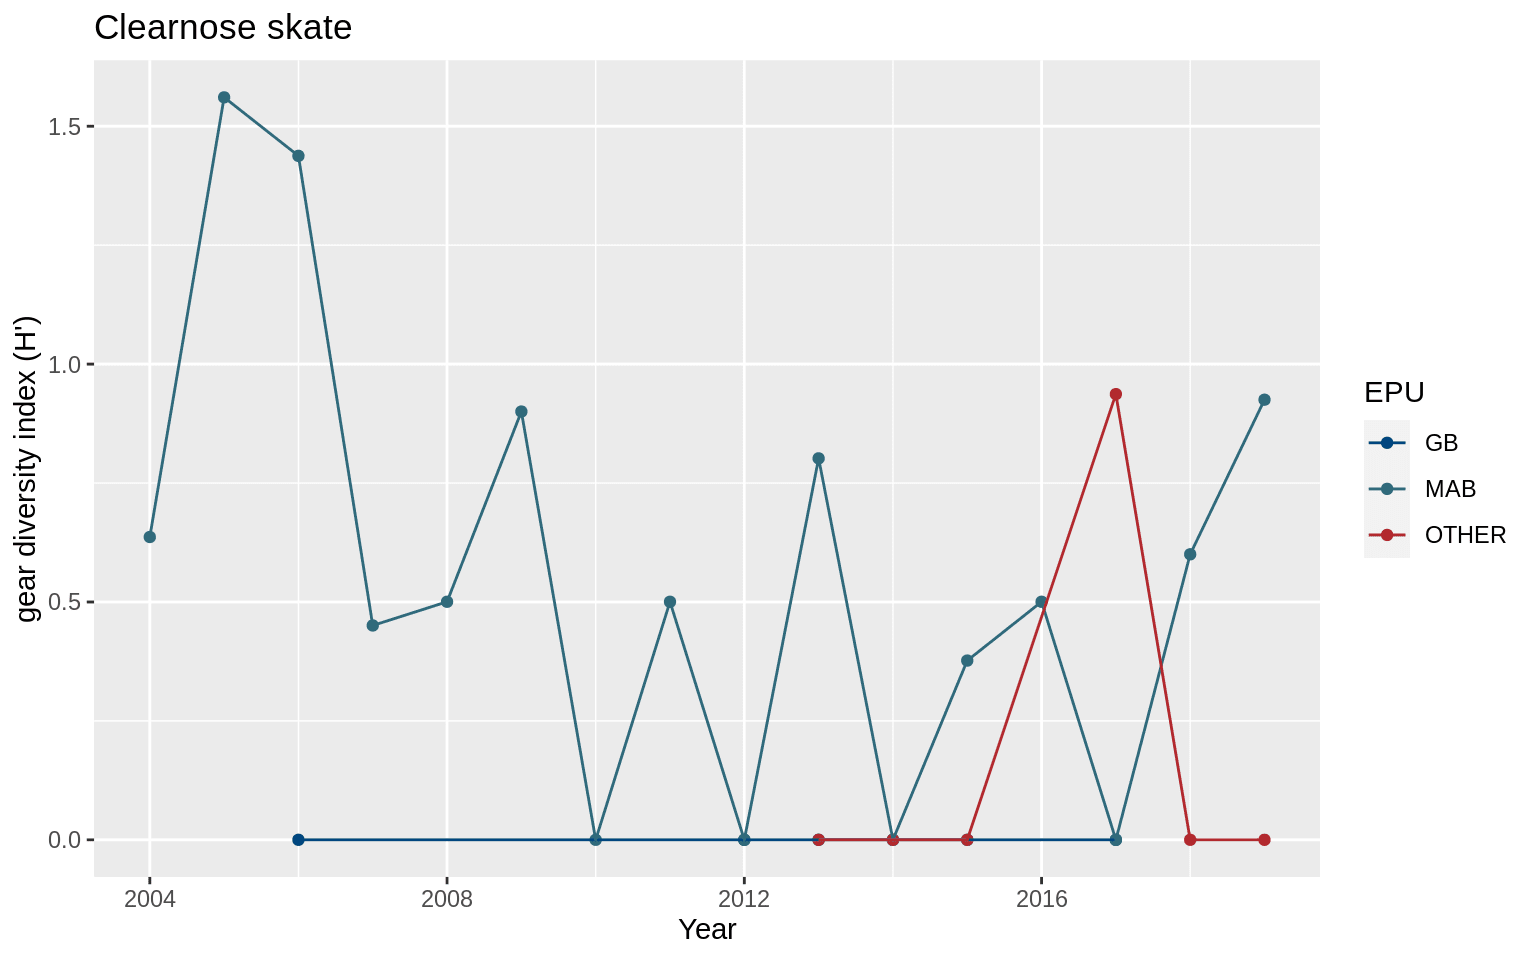 Clearnose skate
1.5
1.0
0.5
0.0
gear diversity index (H')
2004
2008
2012
2016
Year
EPU
GB
MAB
OTHER